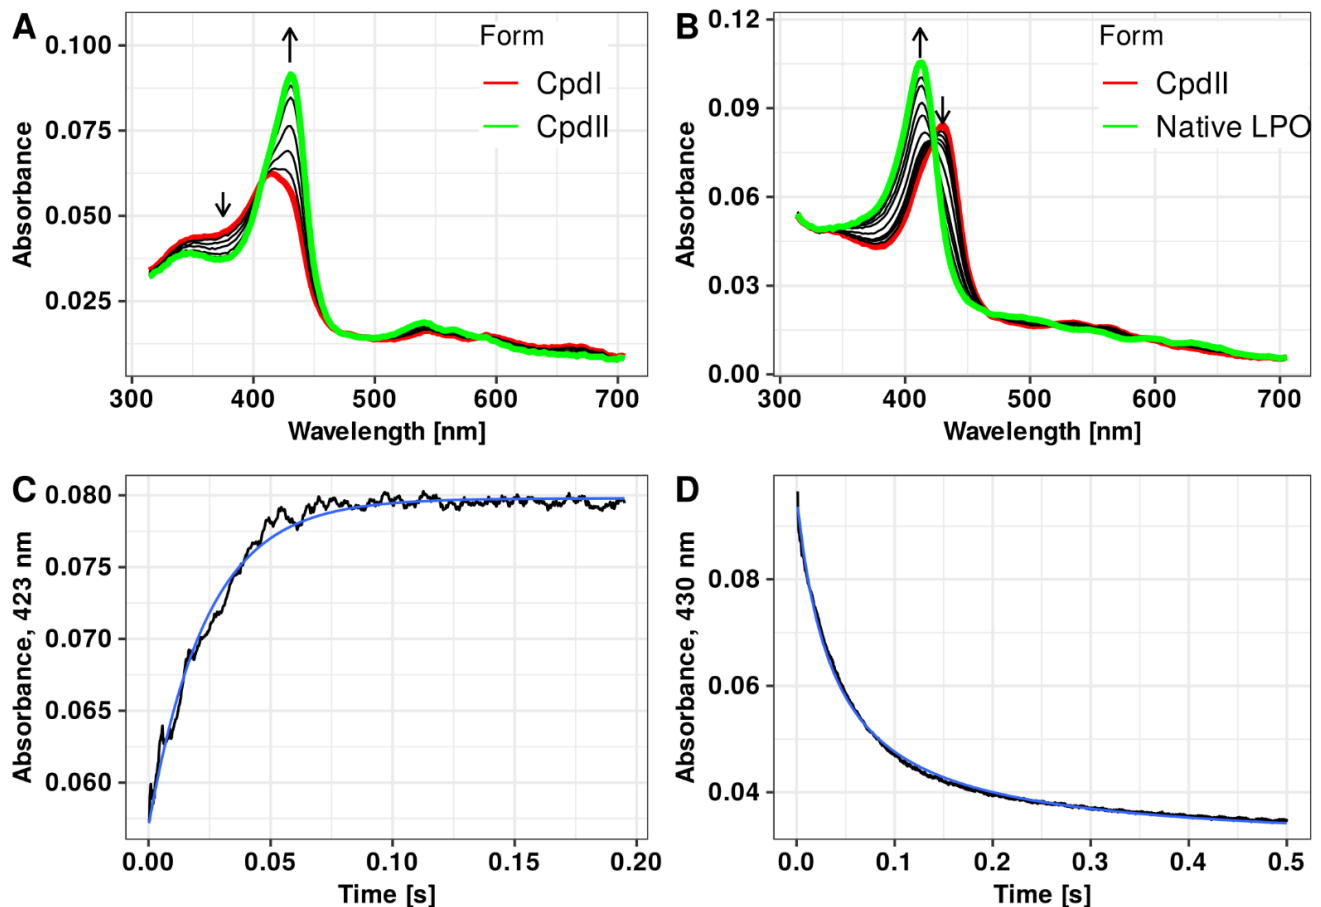 A
Absorbance
0.100
0.075
0.050
0.025
300 400 500 600 700
Wavelength [nm]
Form
CpdI
CpdII
B
Absorbance
0.12
0.09
0.06
0.03
0.00
300 400 500 600 700
Wavelength [nm]
Form
CpdII
Native LPO
C
Absorbance, 423 nm
0.080
0.075
0.070
0.065
0.060
0.00 0.05 0.10 0.15 0.20
Time [s]
D
Absorbance, 430 nm
0.08
0.06
0.04
0.0 0.1 0.2 0.3 0.4 0.5
Time [s]